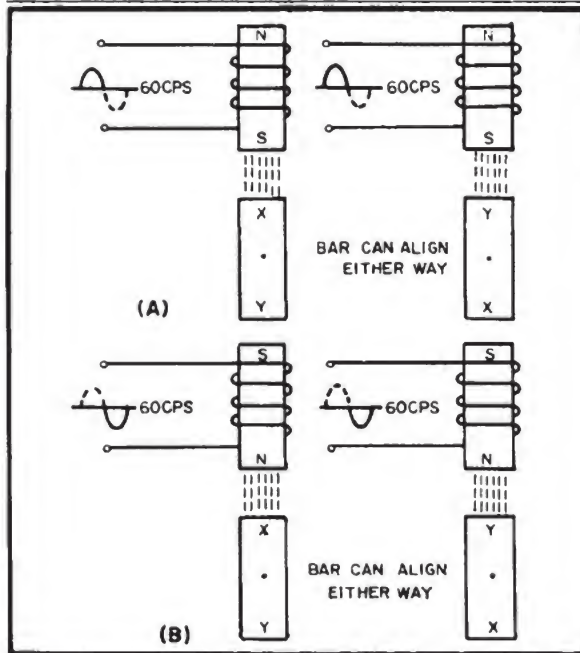 N
N
60CPS
60CPS
S
S
X
Y
BAR CAN ALIGN
EITHER WAY
Y
X
(A)
S
S
60CPS
60CPS
N
N
X
Y
BAR CAN ALIGN
EITHER WAY
Y
X
(B)